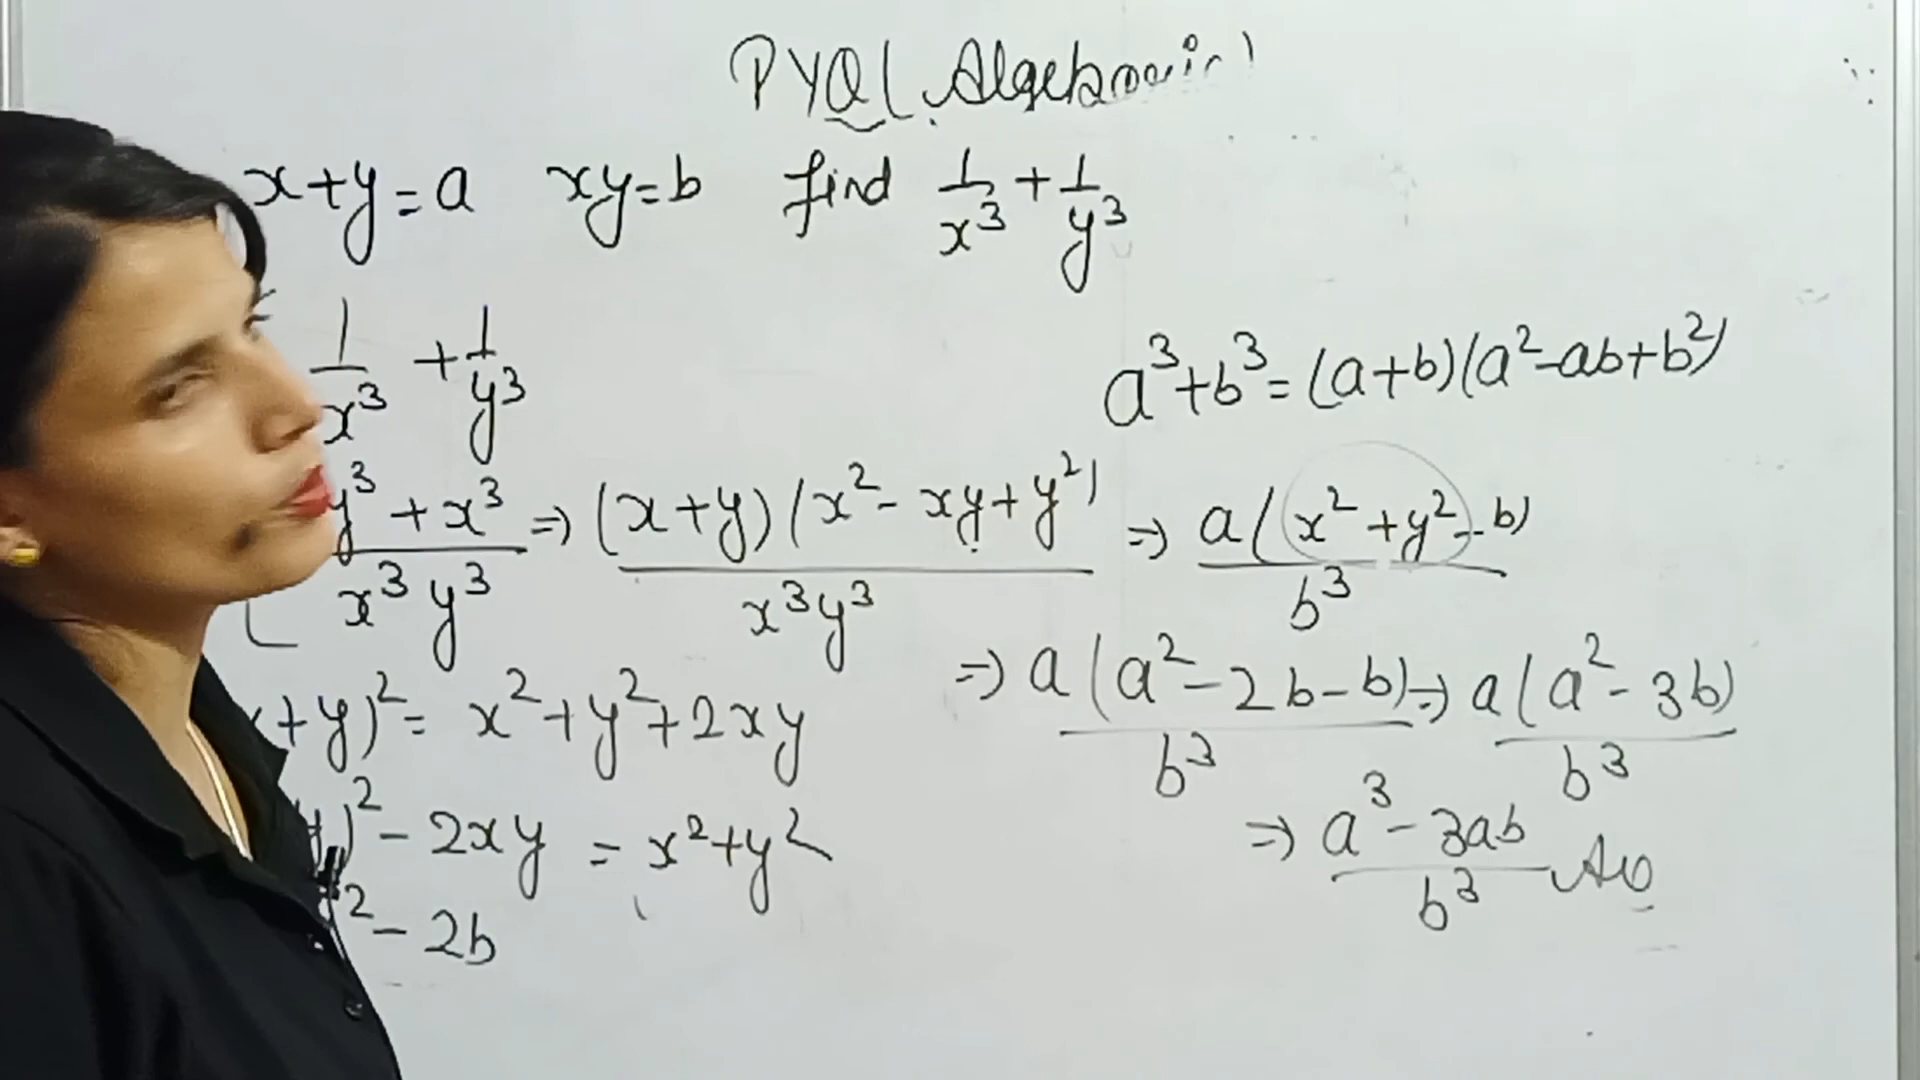 PYQ( Algebraic)
x+y=a xy=b find 1/x³ + 1/y³
1/x³ + 1/y³
a³+b³=(a+b)(a²-ab+b²)
y³+x³/x³y³ ⇒ (x+y)(x²-xy+y²)/x³y³ ⇒ a(x²+y²-b)/b³
⇒ a(a²-2b-b)/b³ ⇒ a(a²-3b)/b³
+y)²= x²+y²+2xy
)²-2xy = x²+y²
⇒ a³-3ab/b³
²-2b